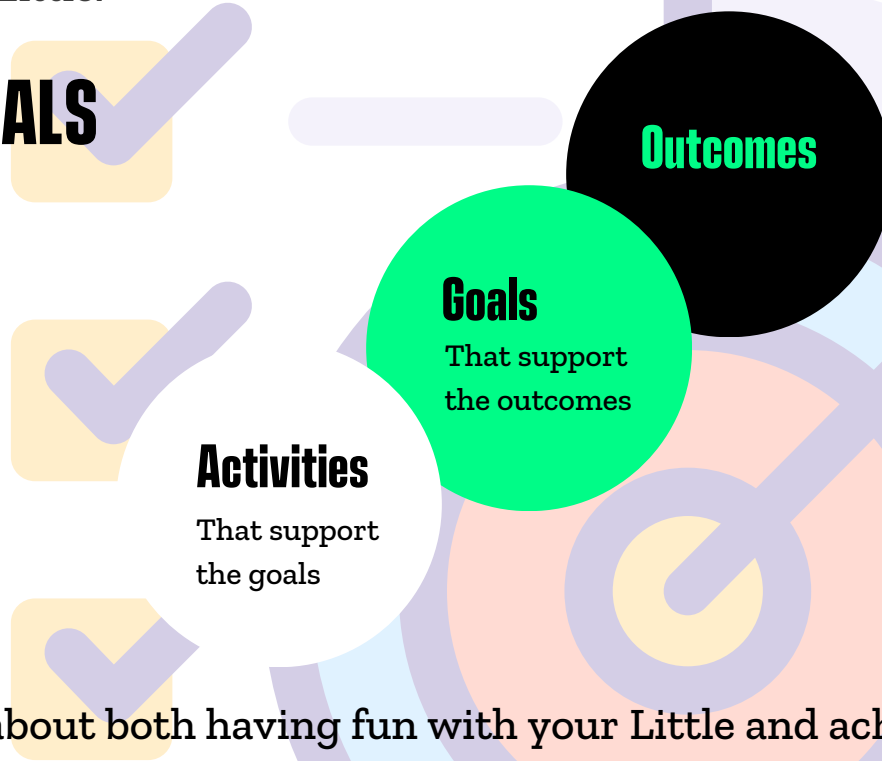 ALS
Outcomes
Goals
That support
the outcomes
Activities
That support
the goals
about both having fun with your Little and ach